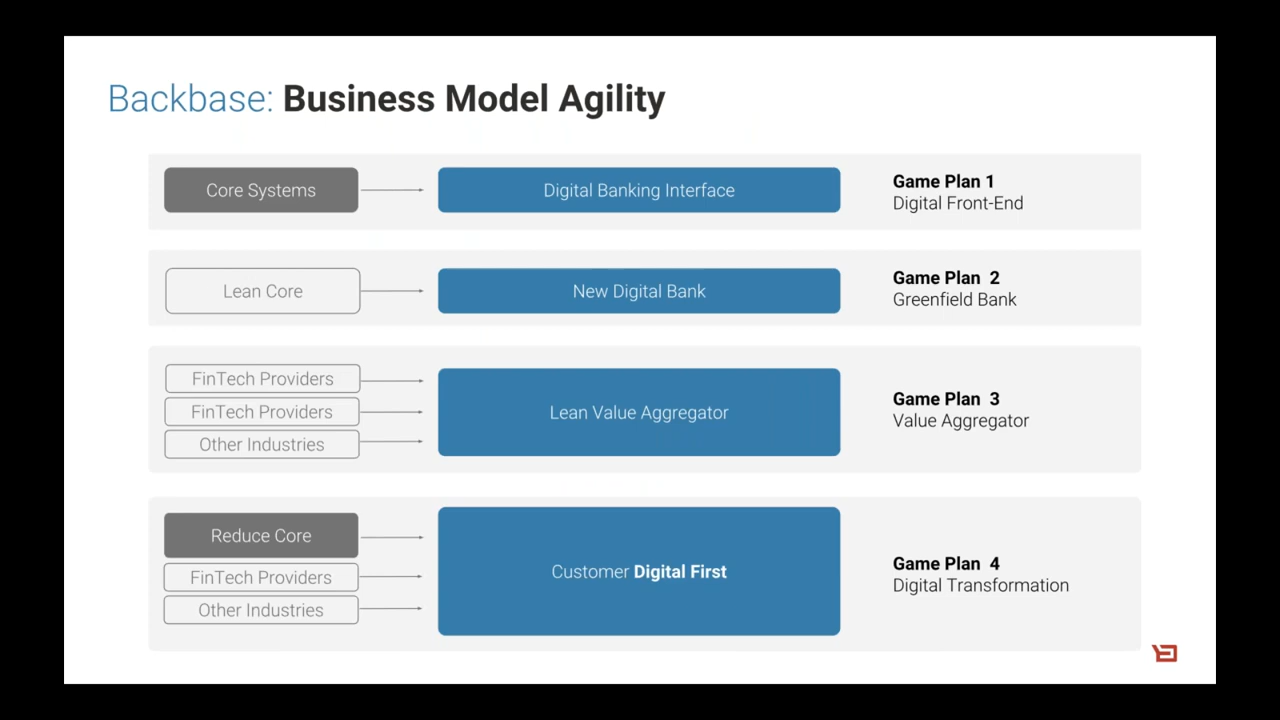 Backbase: Business Model Agility
Core Systems
Digital Banking Interface
Game Plan 1
Digital Front-End
Lean Core
New Digital Bank
Game Plan 2
Greenfield Bank
FinTech Providers
FinTech Providers
Other Industries
Lean Value Aggregator
Game Plan 3
Value Aggregator
Reduce Core
FinTech Providers
Other Industries
Customer Digital First
Game Plan 4
Digital Transformation